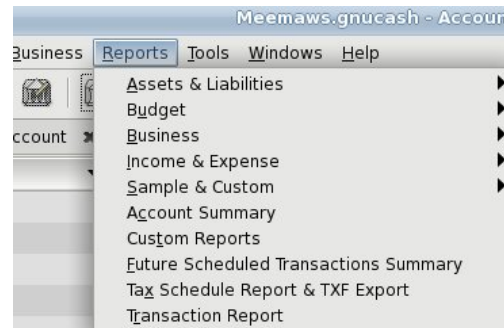 Meemaws.gnucash - Accour
Business Reports Tools Windows Help
ccount
Assets & Liabilities
Budget
Business
Income & Expense
Sample & Custom
Account Summary
Custom Reports
Future Scheduled Transactions Summary
Tax Schedule Report & TXF Export
Transaction Report